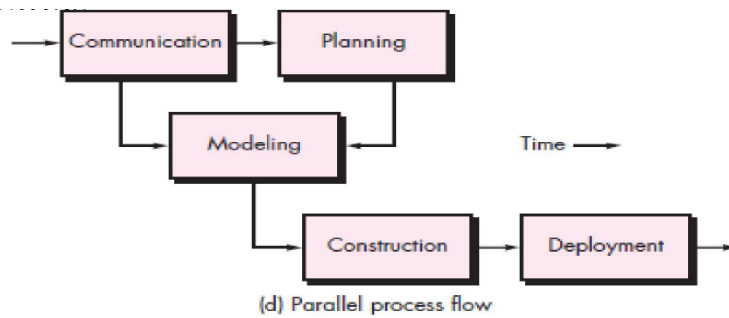 Communication
Planning
Modeling
Time
Construction
Deployment
(d) Parallel process flow